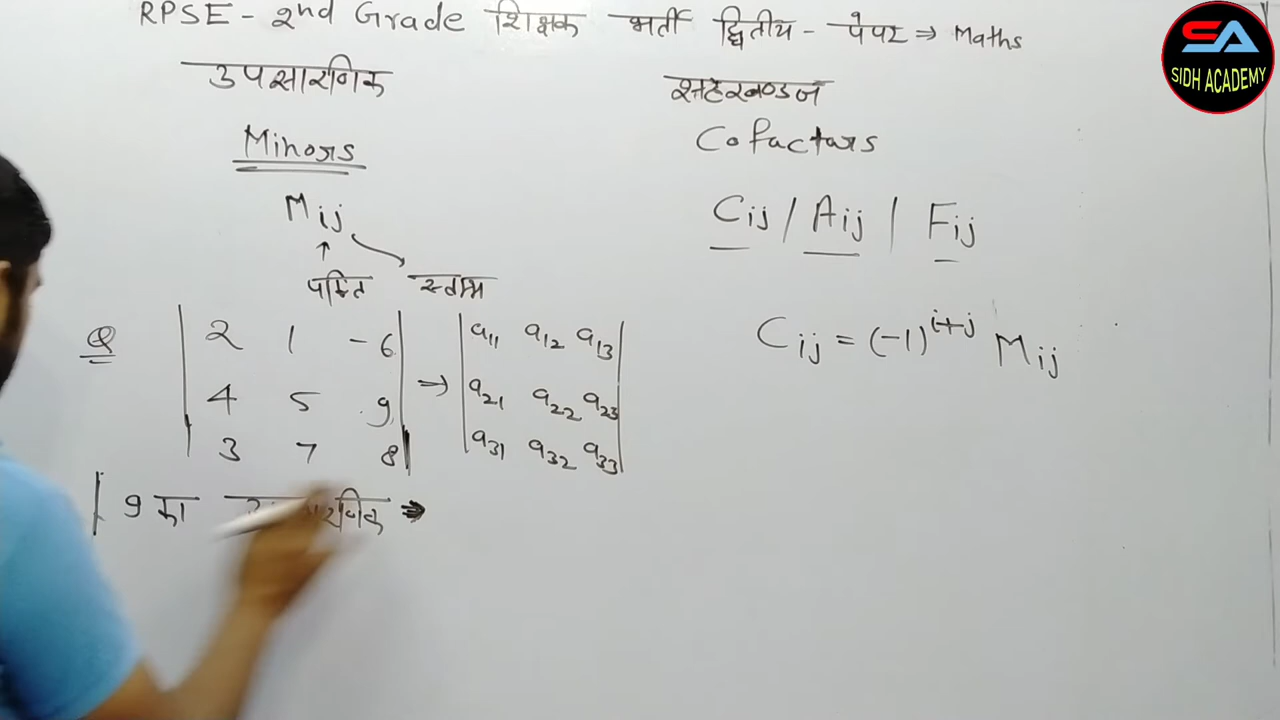 RPSE - 2nd Grade शिक्षक भर्ती द्वितीय - पेपर ⇒ Maths
SA
SIDH ACADEMY
उपसारणिक
सहखण्डज
Minors
Cofactors
Mij
Cij / Aij / Fij
पंक्ति स्तम्भ
Q
2 1 -6
4 5 9
3 7 8
→
a11 a12 a13
a21 a22 a23
a31 a32 a33
Cij = (-1)^i+j Mij
9 का